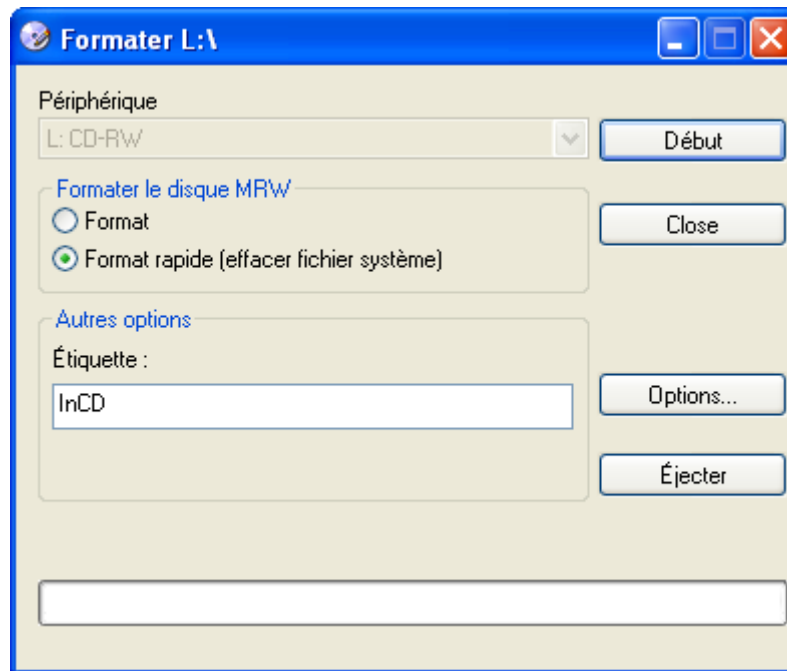 Formater L:\
Périphérique
L: CD-RW
Début
Formater le disque MRW
Format
Close
Format rapide (effacer fichier système)
Autres options
Étiquette :
InCD
Options...
Éjecter